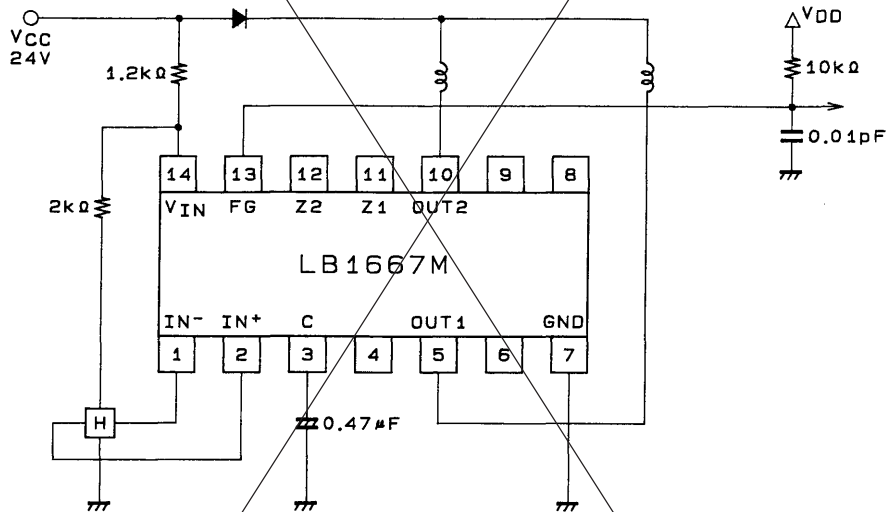 VCC
24V
VDD
1.2kΩ
10kΩ
0.01pF
14 13 12 11 10 9 8
2kΩ
VIN FG Z2 Z1 OUT2
LB1667M
IN- IN+ C OUT1 GND
1 2 3 4 5 6 7
H
0.47μF